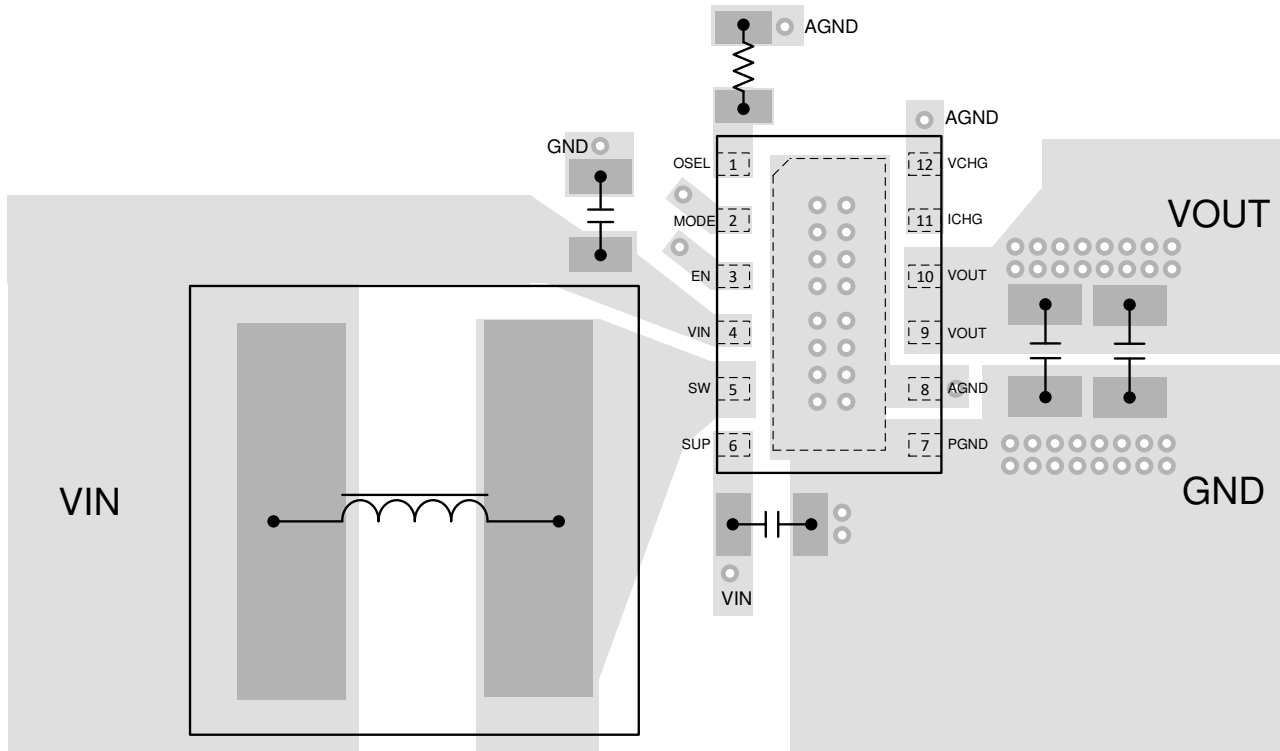 AGND
GND
AGND
OSEL 1 12 VCHG
MODE 2 11 ICHG
VOUT
EN 3 10 VOUT
VIN 4 9 VOUT
SW 5 8 AGND
SUP 6 7 PGND
VIN
GND
VIN